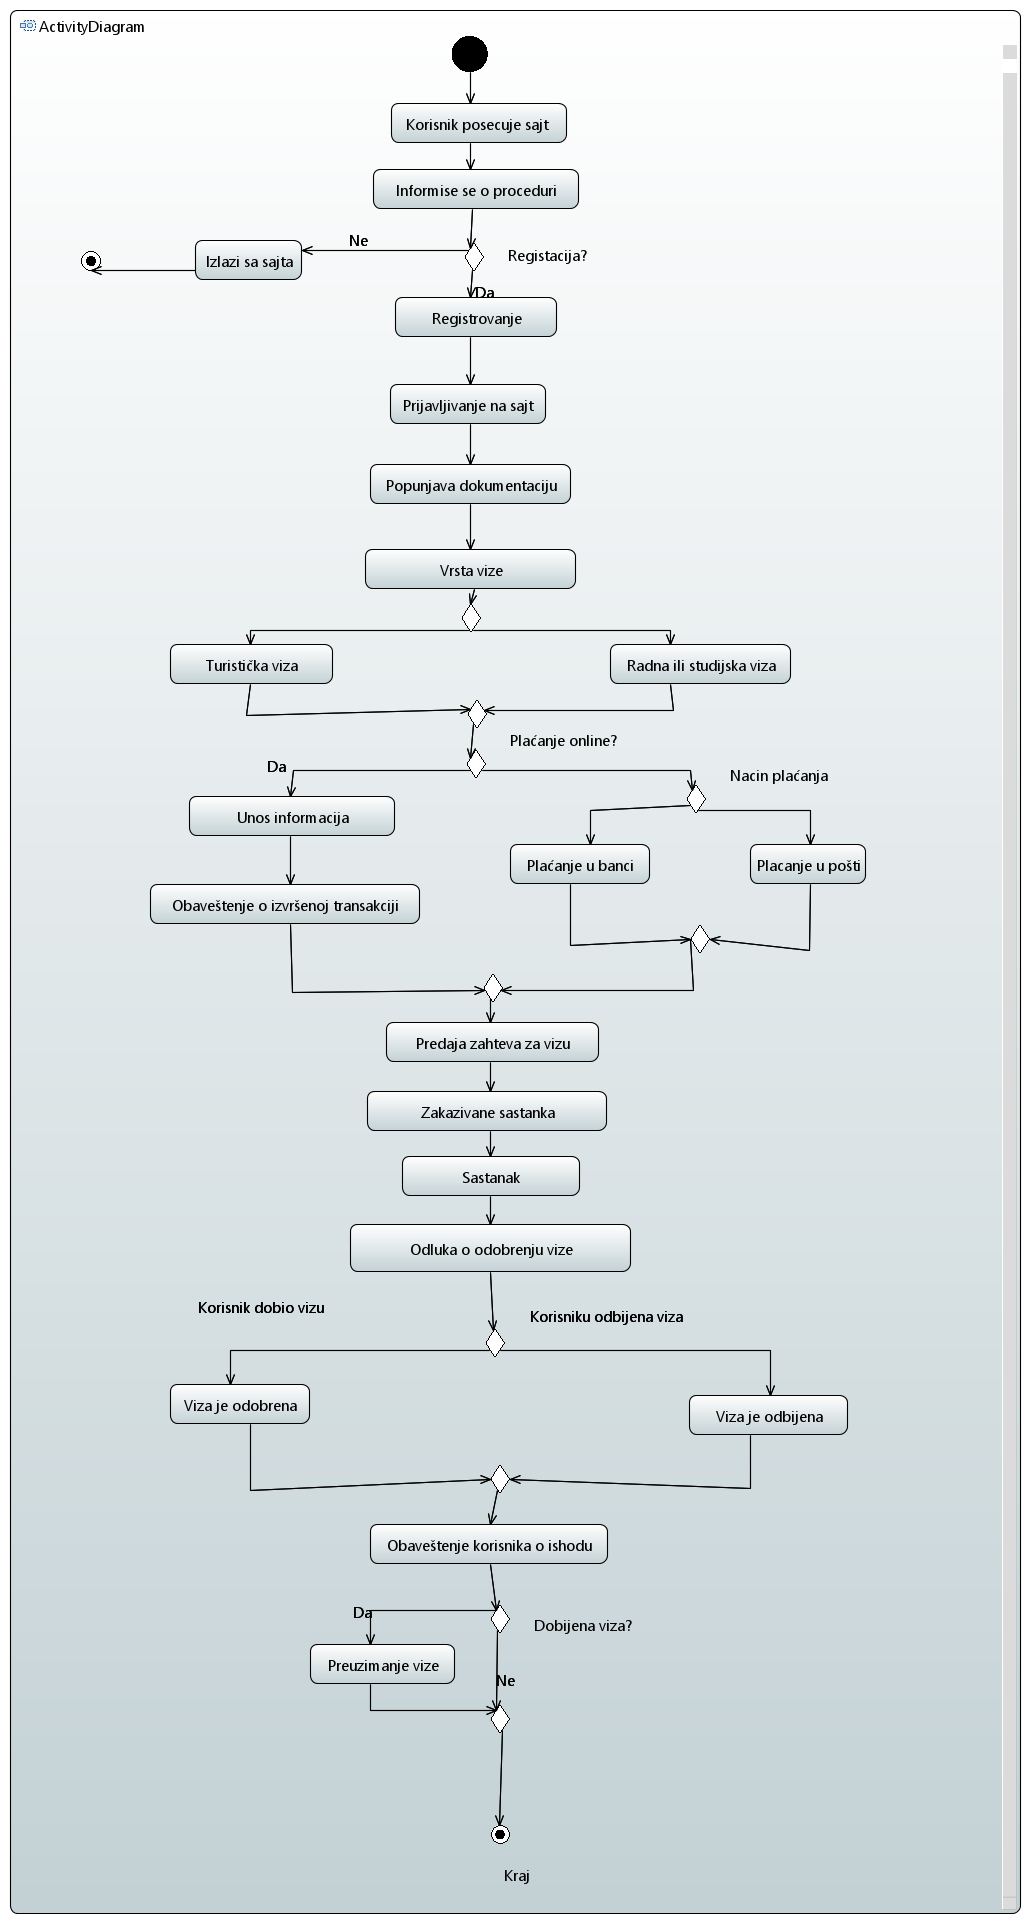 ActivityDiagram
Korisnik posecuje sajt
Informise se o proceduri
Ne
Registacija?
Izlazi sa sajta
Da
Registrovanje
Prijavljivanje na sajt
Popunjava dokumentaciju
Vrsta vize
Turistička viza
Radna ili studijska viza
Plaćanje online?
Da
Nacin plaćanja
Unos informacija
Plaćanje u banci
Placanje u pošti
Obaveštenje o izvršenoj transakciji
Predaja zahteva za vizu
Zakazivane sastanka
Sastanak
Odluka o odobrenju vize
Korisnik dobio vizu
Korisniku odbijena viza
Viza je odobrena
Viza je odbijena
Obaveštenje korisnika o ishodu
Da
Dobijena viza?
Preuzimanje vize
Ne
Kraj